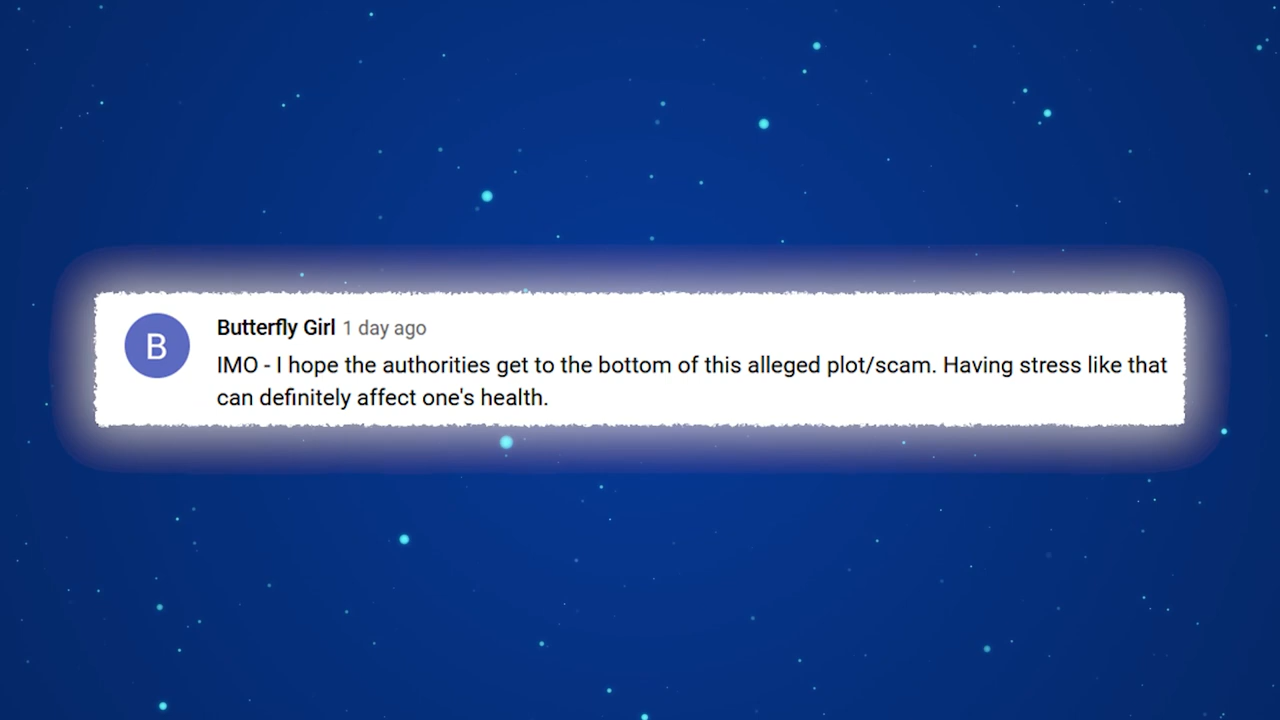 B
Butterfly Girl 1 day ago
IMO - I hope the authorities get to the bottom of this alleged plot/scam. Having stress like that
can definitely affect one's health.